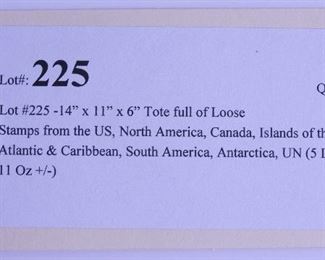 Lot#: 225
Q
Lot #225 -14” x 11” x 6” Tote full of Loose
Stamps from the US, North America, Canada, Islands of th
Atlantic & Caribbean, South America, Antarctica, UN (5 L
11 Oz +/-)